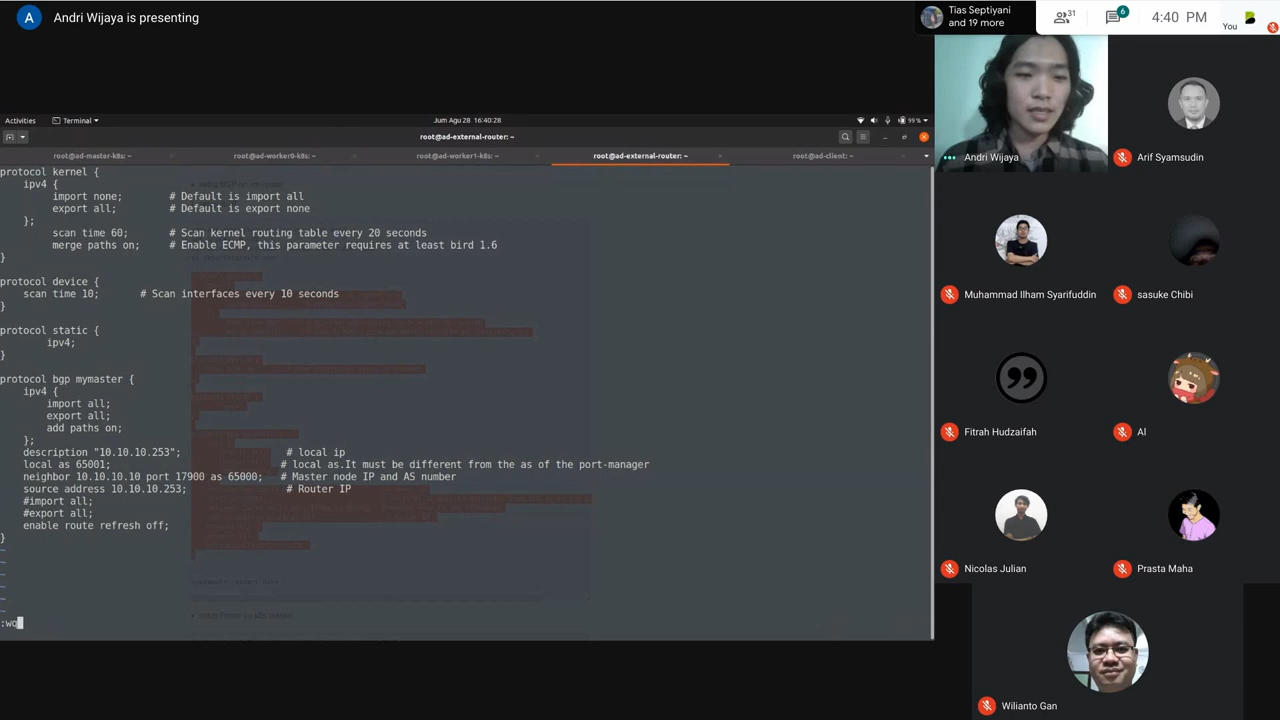 A
Andri Wijaya is presenting
Tias Septiyani
and 19 more
31
6
4:40 PM
You
Activities
Terminal
Jum Agu 28 16:40:28
99 %
root@ad-external-router: ~
root@ad-master-k8s: ~
root@ad-worker0-k8s: ~
root@ad-worker1-k8s: ~
root@ad-external-router: ~
root@ad-client: ~
protocol kernel {
ipv4 {
import none; # Default is import all
export all; # Default is export none
};
scan time 60; # Scan kernel routing table every 20 seconds
merge paths on; # Enable ECMP, this parameter requires at least bird 1.6
}
protocol device {
scan time 10; # Scan interfaces every 10 seconds
}
protocol static {
ipv4;
}
protocol bgp mymaster {
ipv4 {
import all;
export all;
add paths on;
};
description "10.10.10.253"; # local ip
local as 65001; # local as.It must be different from the as of the port-manager
neighbor 10.10.10.10 port 17900 as 65000; # Master node IP and AS number
source address 10.10.10.253; # Router IP
#import all;
#export all;
enable route refresh off;
}
~
~
~
~
~
~
:wq
Andri Wijaya
Arif Syamsudin
Muhammad Ilham Syarifuddin
sasuke Chibi
Fitrah Hudzaifah
Al
Nicolas Julian
Prasta Maha
Wilianto Gan